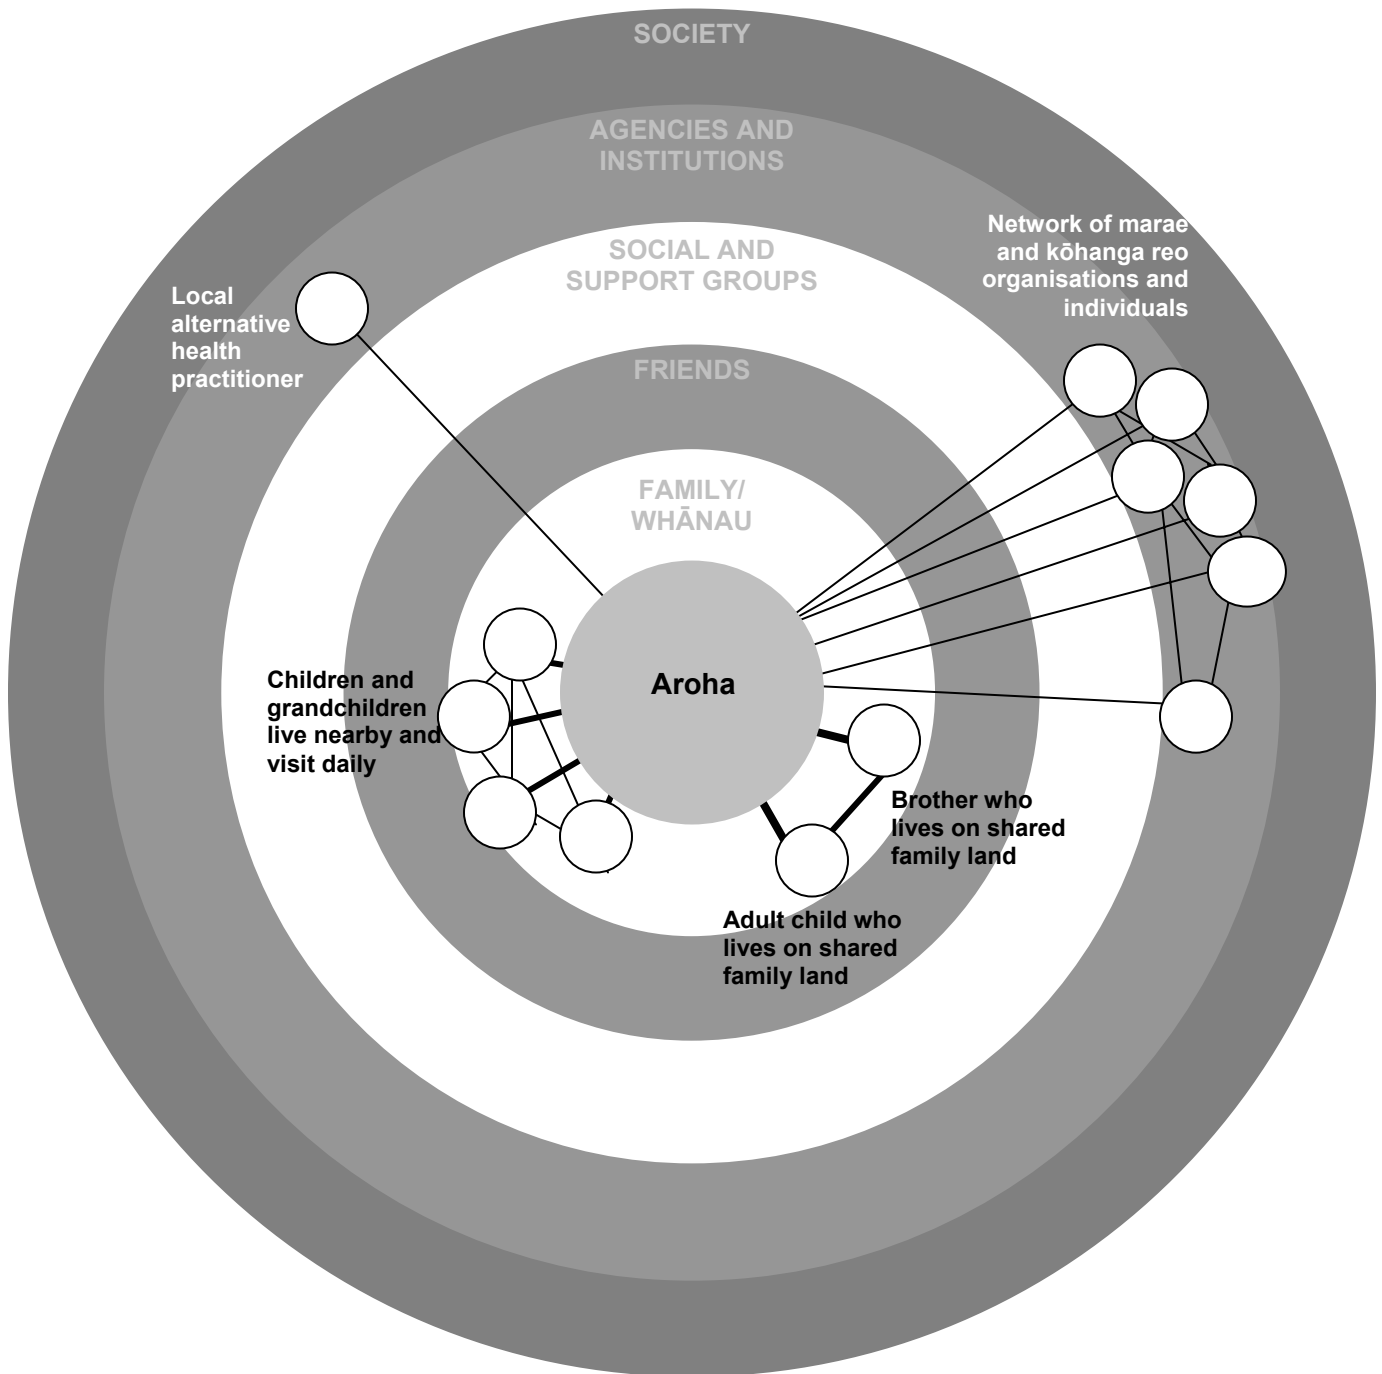 SOCIETY
AGENCIES AND
INSTITUTIONS
SOCIAL AND
SUPPORT GROUPS
FRIENDS
FAMILY/
WHĀNAU
Network of marae
and kōhanga reo
organisations and
individuals
Local
alternative
health
practitioner
Aroha
Children and
grandchildren
live nearby and
visit daily
Brother who
lives on shared
family land
Adult child who
lives on shared
family land